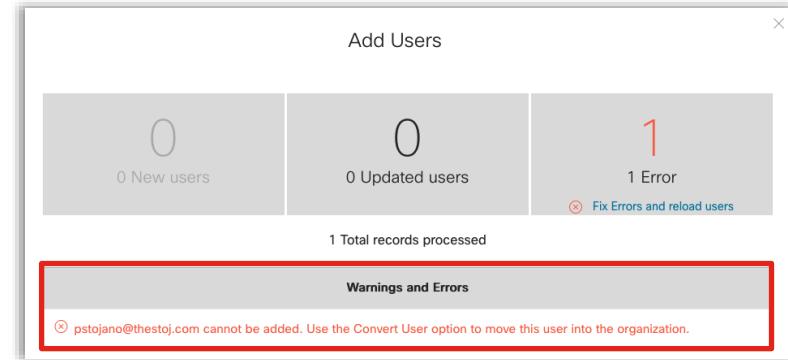 Add Users
0
0 New users
0
0 Updated users
1
1 Error
Fix Errors and reload users
1 Total records processed
Warnings and Errors
pstojano@thestoj.com cannot be added. Use the Convert User option to move this user into the organization.